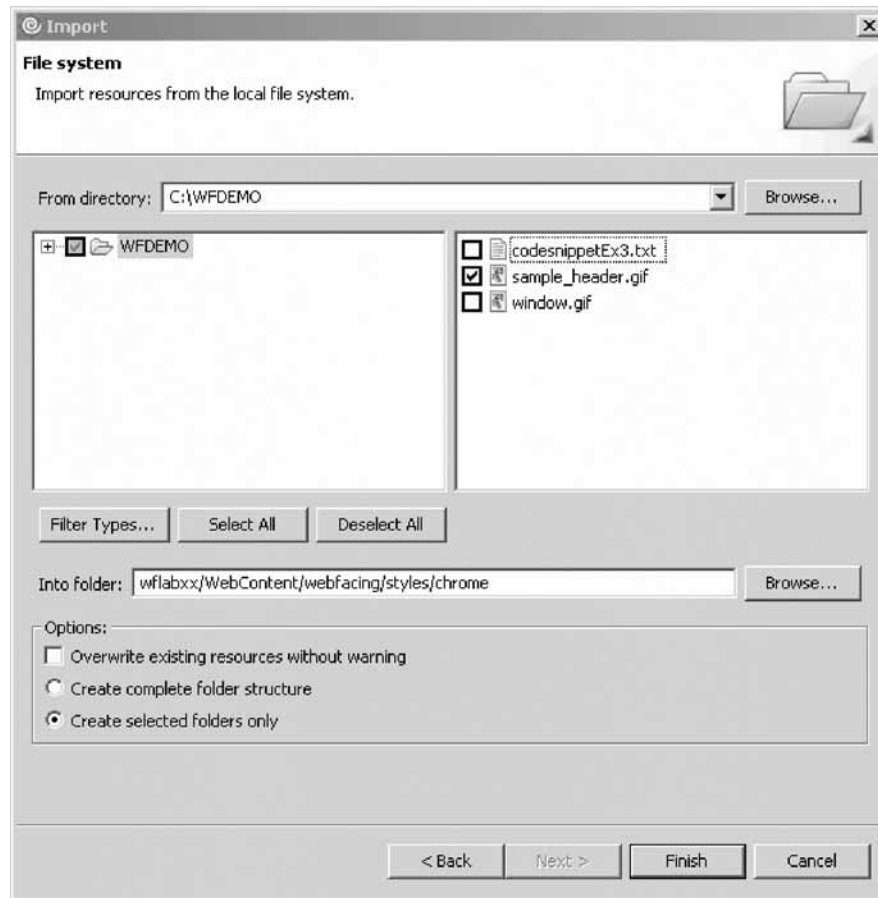 Import
File system
Import resources from the local file system.
From directory: C:\WFDEMO Browse...
WFDEMO
codesnippetEx3.txt
sample_header.gif
window.gif
Filter Types... Select All Deselect All
Into folder: wflabxx/WebContent/webfacing/styles/chrome Browse...
Options:
Overwrite existing resources without warning
Create complete folder structure
Create selected folders only
< Back Next > Finish Cancel